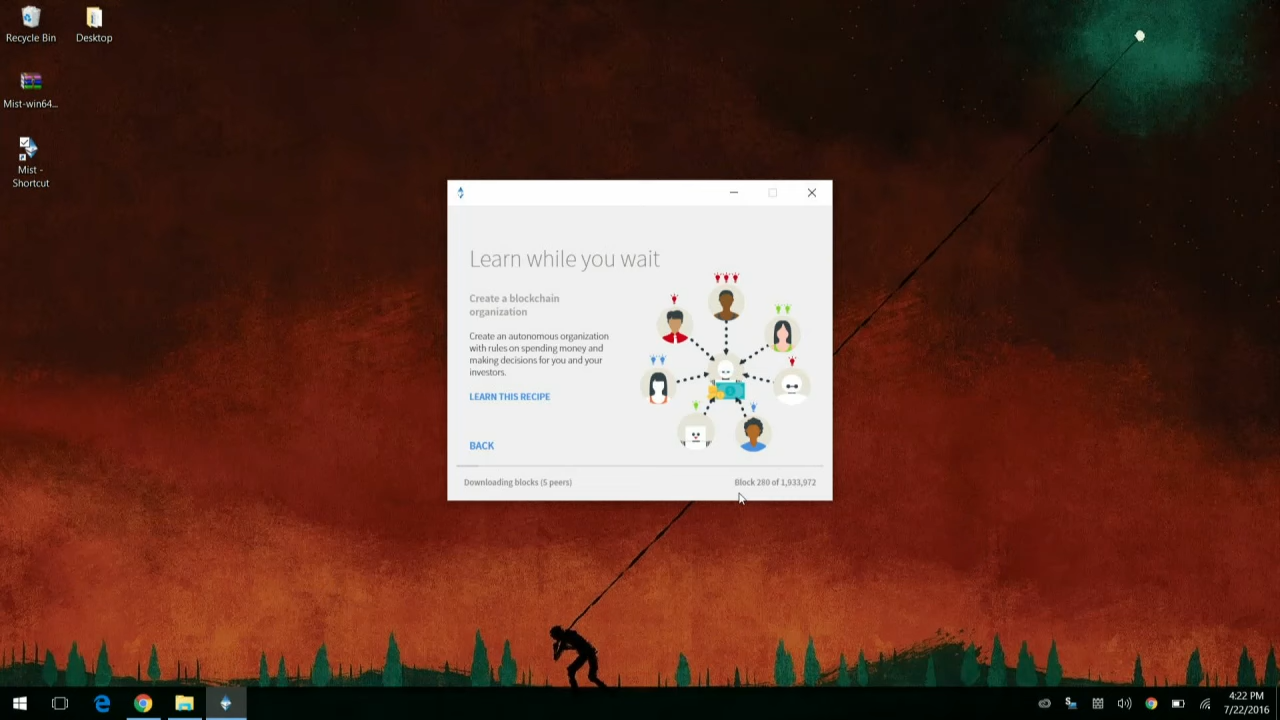 Recycle Bin
Desktop
Mist-win64...
Mist -
Shortcut
Learn while you wait
Create a blockchain
organization
Create an autonomous organization
with rules on spending money and
making decisions for you and your
investors.
LEARN THIS RECIPE
BACK
Downloading blocks (5 peers)
Block 280 of 1,933,972
4:22 PM
7/22/2016